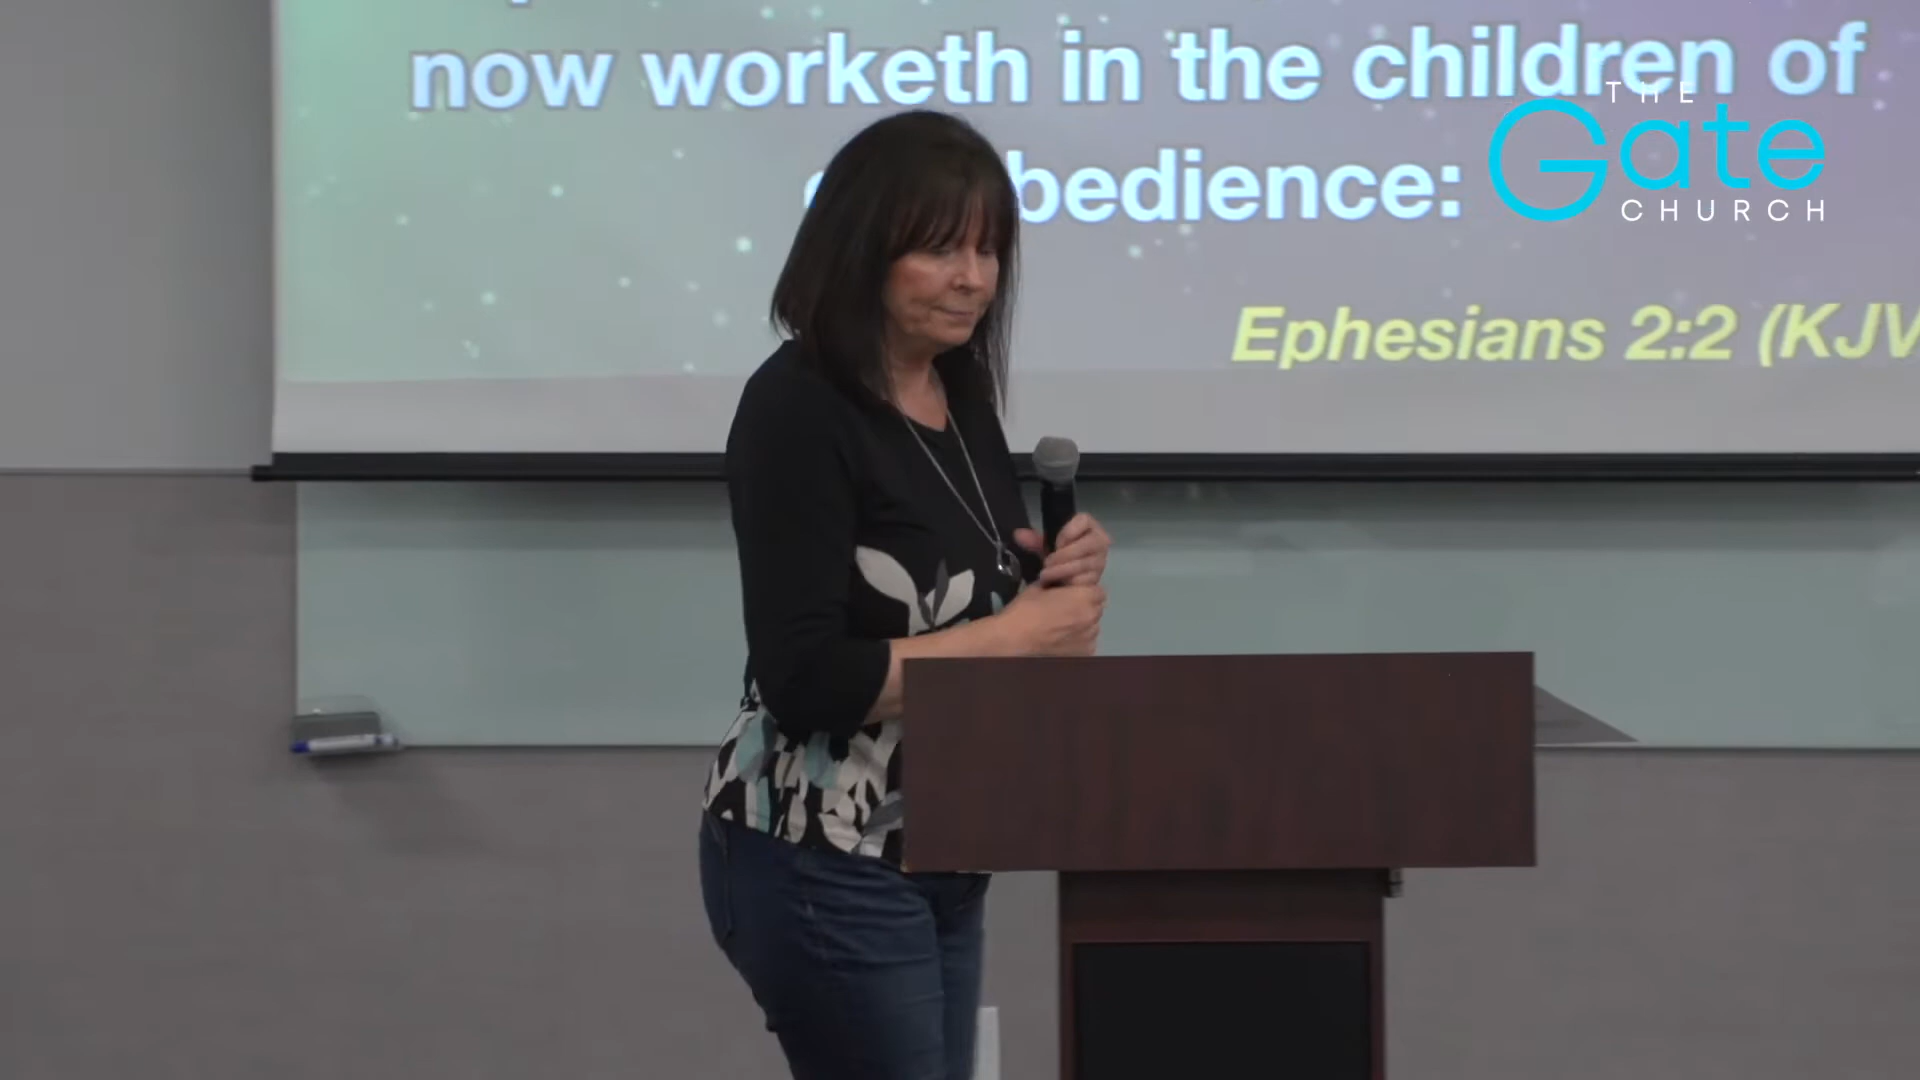 now worketh in the children of
bedience:
Ephesians 2:2 (KJV
THE
Gate
CHURCH